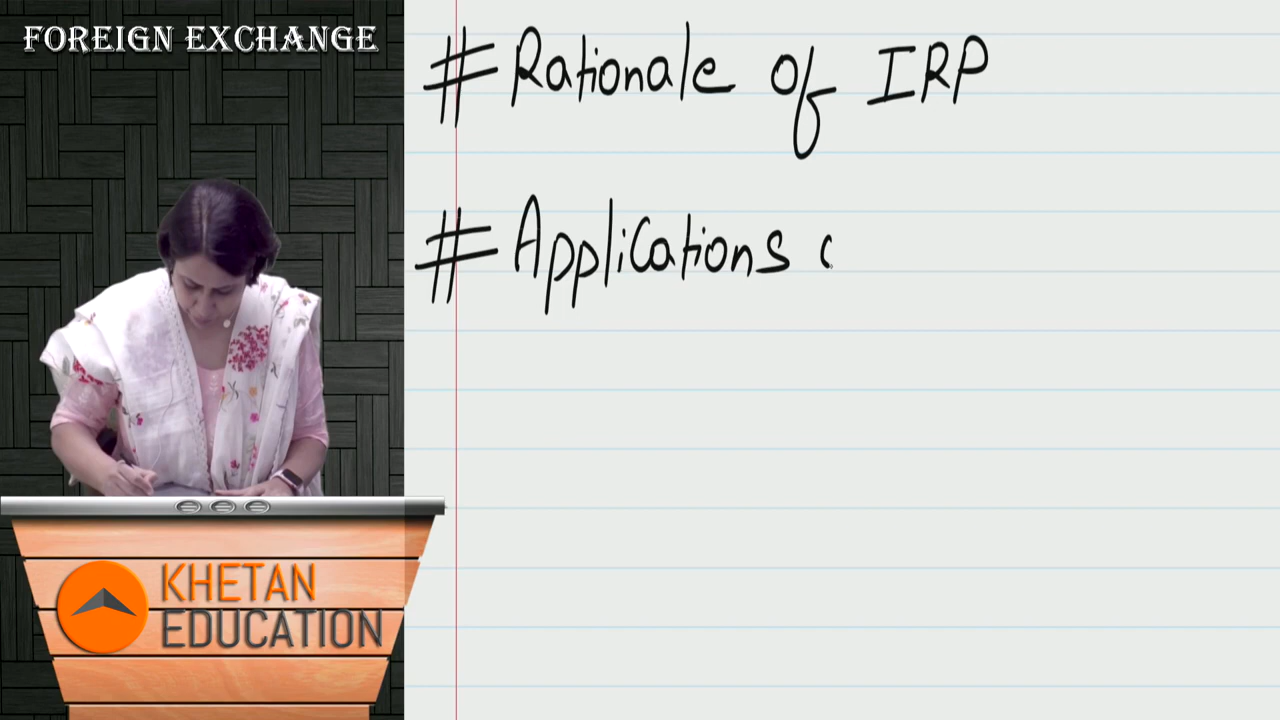 FOREIGN EXCHANGE
# Rationale of IRP
# Applications
KHETAN
EDUCATION